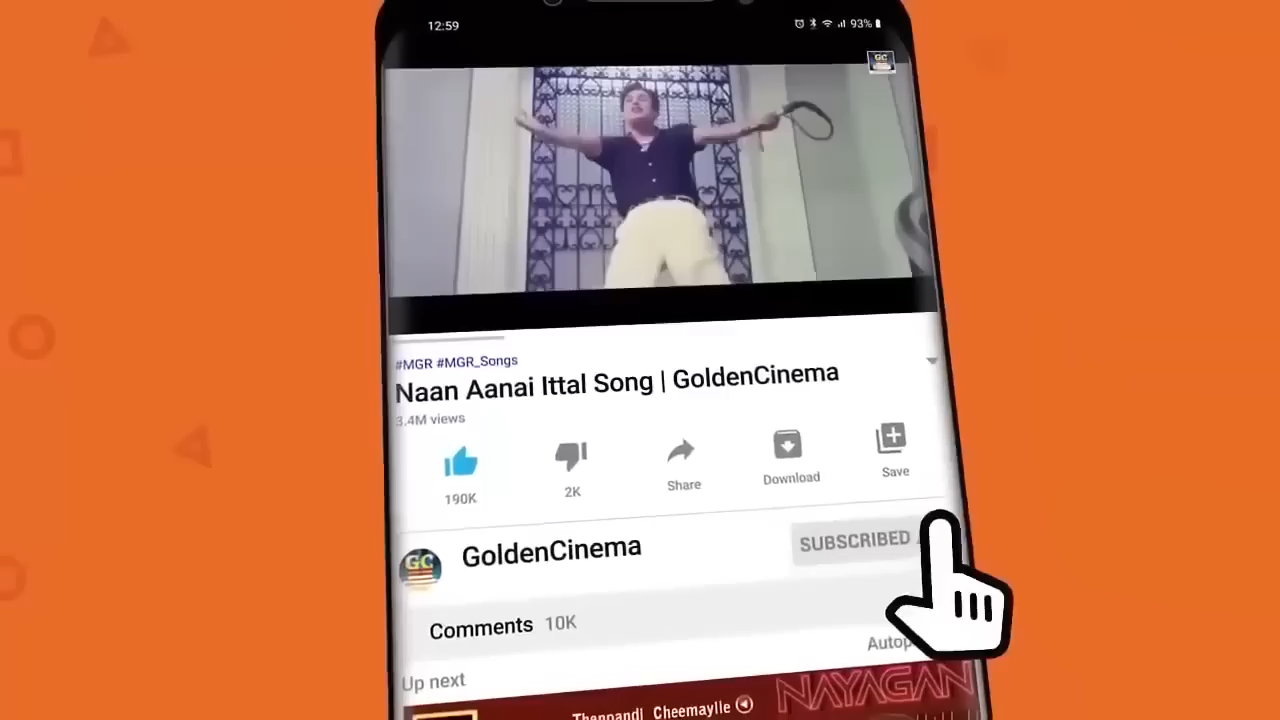 12:59
93%
GC
#MGR #MGR_Songs
Naan Aanai Ittal Song | GoldenCinema
3.4M views
190K
2K
Share
Download
Save
GC
GoldenCinema
SUBSCRIBED
Comments 10K
Up next
NAYAGAN
Thenpandi Cheemaylle